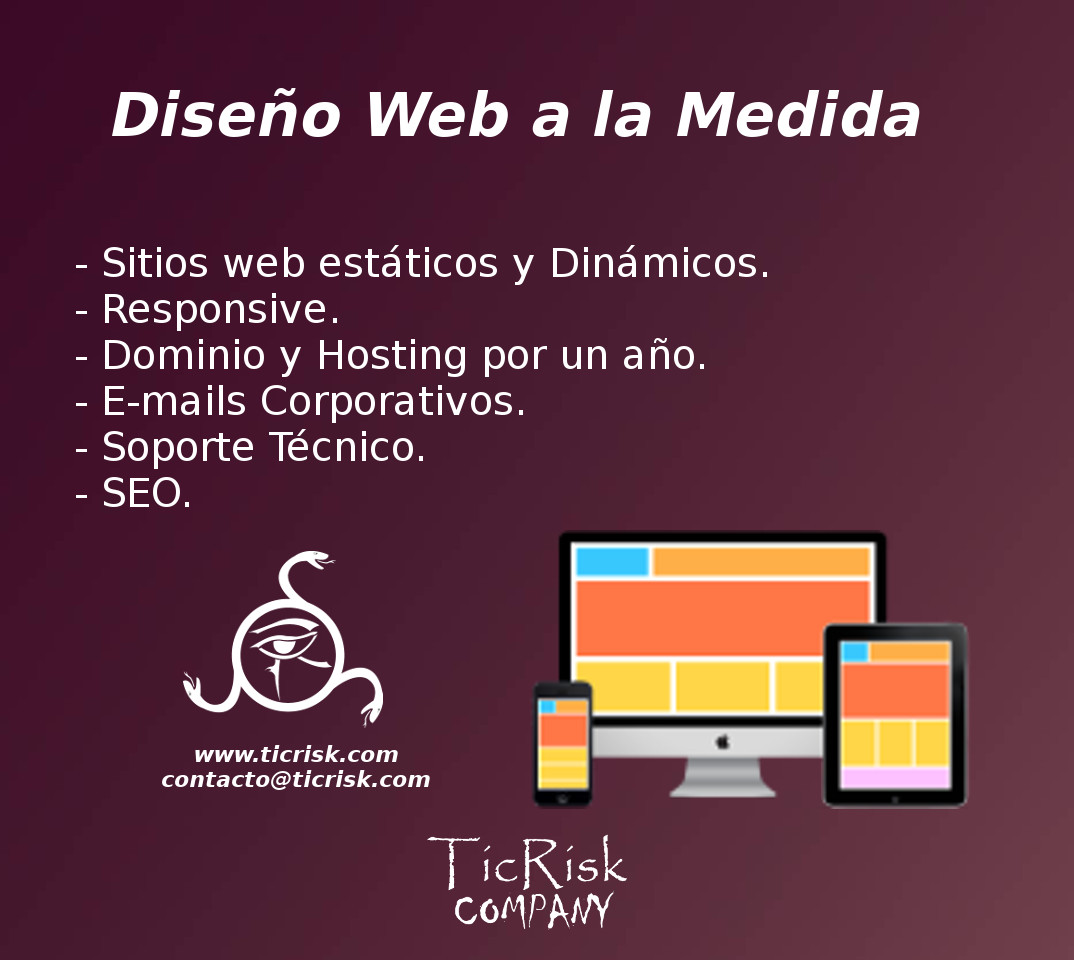 Diseño Web a la Medida
- Sitios web estáticos y Dinámicos.
- Responsive.
- Dominio y Hosting por un año.
- E-mails Corporativos.
- Soporte Técnico.
- SEO.
www.ticrisk.com
contacto@ticrisk.com
TicRisk
COMPANY